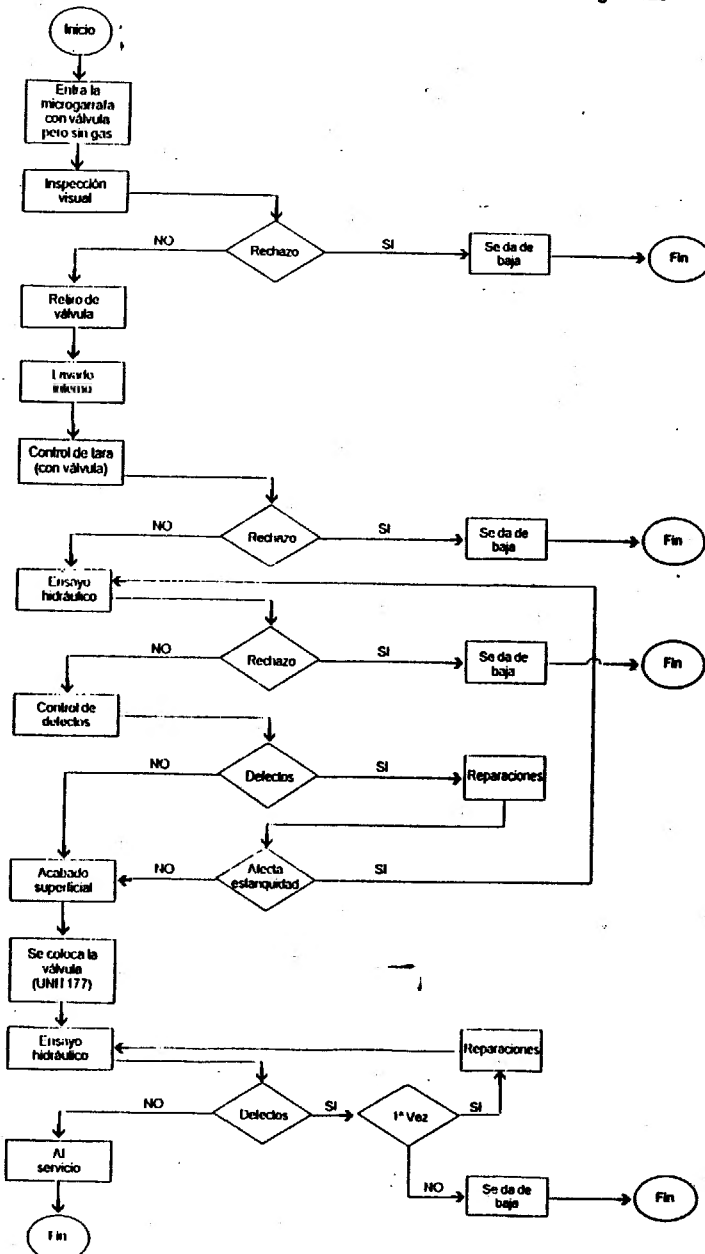 Inicio
Entra la
microgarrafa
con válvula
pero sin gas
Inspección
visual
Rechazo
NO
SI
Se da de
baja
Fin
Retiro de
válvula
Lavado
interno
Control de tara
(con válvula)
Rechazo
NO
SI
Se da de
baja
Fin
Ensayo
hidráulico
Rechazo
NO
SI
Se da de
baja
Fin
Control de
defectos
Defectos
NO
SI
Reparaciones
Afecta
estanquidad
NO
SI
Acabado
superficial
Se coloca la
válvula
(UNIT 177)
Ensayo
hidráulico
Reparaciones
Defectos
NO
SI
1ª Vez
SI
NO
Se da de
baja
Fin
Al
servicio
Fin